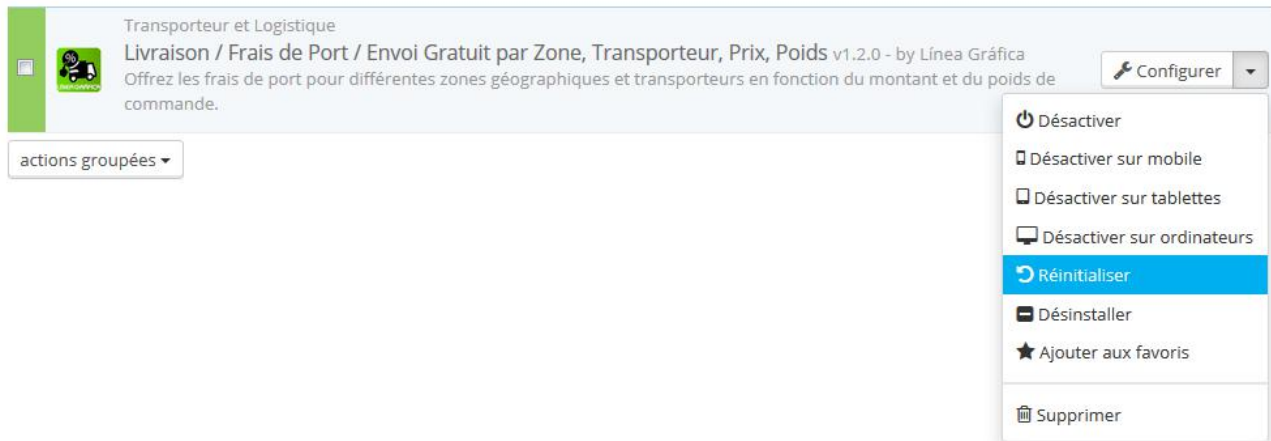 Transporteur et Logistique
Livraison / Frais de Port / Envoi Gratuit par Zone, Transporteur, Prix, Poids v1.2.0 - by Línea Gráfica
Offrez les frais de port pour différentes zones géographiques et transporteurs en fonction du montant et du poids de
commande.
Configurer
actions groupées
Désactiver
Désactiver sur mobile
Désactiver sur tablettes
Désactiver sur ordinateurs
Réinitialiser
Désinstaller
Ajouter aux favoris
Supprimer